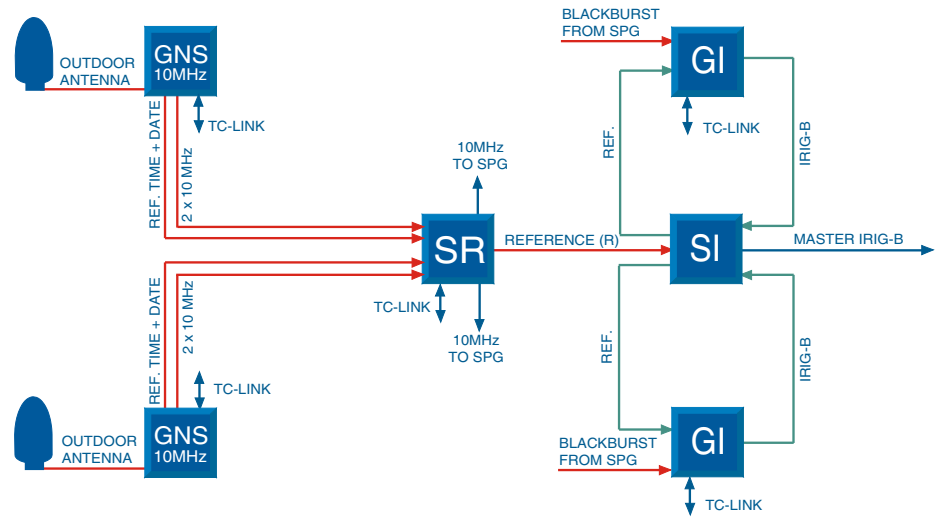 BLACKBURST
FROM SPG
OUTDOOR
ANTENNA
GNS
10MHz
TC-LINK
GI
TC-LINK
REF. TIME + DATE
2 x 10 MHz
10MHz
TO SPG
REF.
IRIG-B
SR
REFERENCE (R)
SI
MASTER IRIG-B
TC-LINK
10MHz
TO SPG
REF. TIME + DATE
2 x 10 MHz
REF.
IRIG-B
TC-LINK
OUTDOOR
ANTENNA
GNS
10MHz
BLACKBURST
FROM SPG
GI
TC-LINK